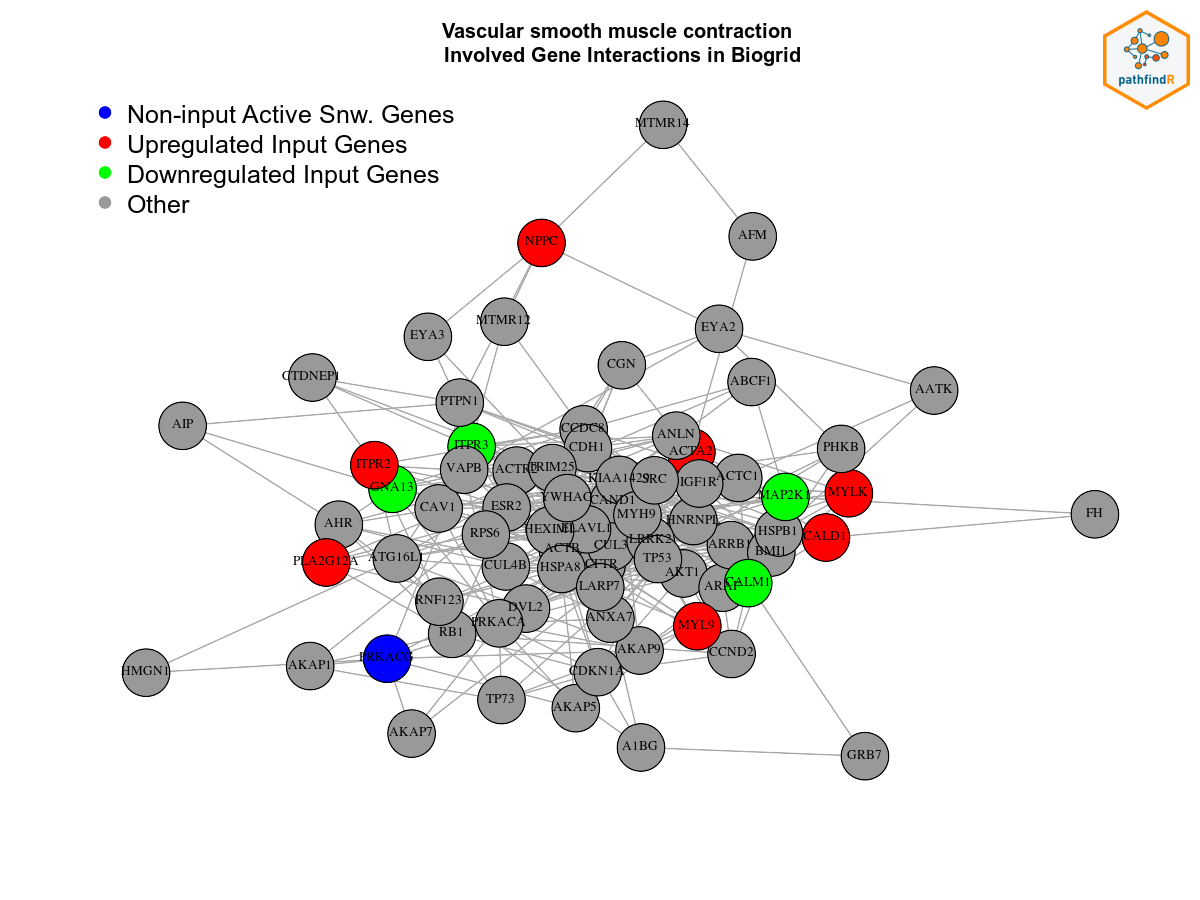 Vascular smooth muscle contraction
Involved Gene Interactions in Biogrid
pathfindR
Non-input Active Snw. Genes
Upregulated Input Genes
Downregulated Input Genes
Other
MTMR14
AFM
NPPC
MTMR12
EYA3
EYA2
CGN
CTDNEP1
ABCF1
AATK
PTPN1
AIP
CCDC8
ANLN
ITPR3
CDH1
ACTA2
PHKB
ITPR2
VAPB
ACTR2
TRIM25
KIAA1429
SRC
IGF1R
ACTC1
GNA13
MAP2K1
MYLK
YWHAG
CAND1
CAV1
ESR2
MYH9
HNRNPL
FH
AHR
RPS6
HEXIM1
ELAVL1
LRRK2
HSPB1
CALD1
ACTB
CUL3
ARRB1
BMI1
PLA2G12A
ATG16L1
CUL4B
HSPA8
CFTR
TP53
AKT1
LARP7
ARAF
CALM1
RNF123
DVL2
PRKACA
ANXA7
MYL9
RB1
AKAP9
CCND2
PRKACG
AKAP1
HMGN1
CDKN1A
TP73
AKAP5
AKAP7
A1BG
GRB7